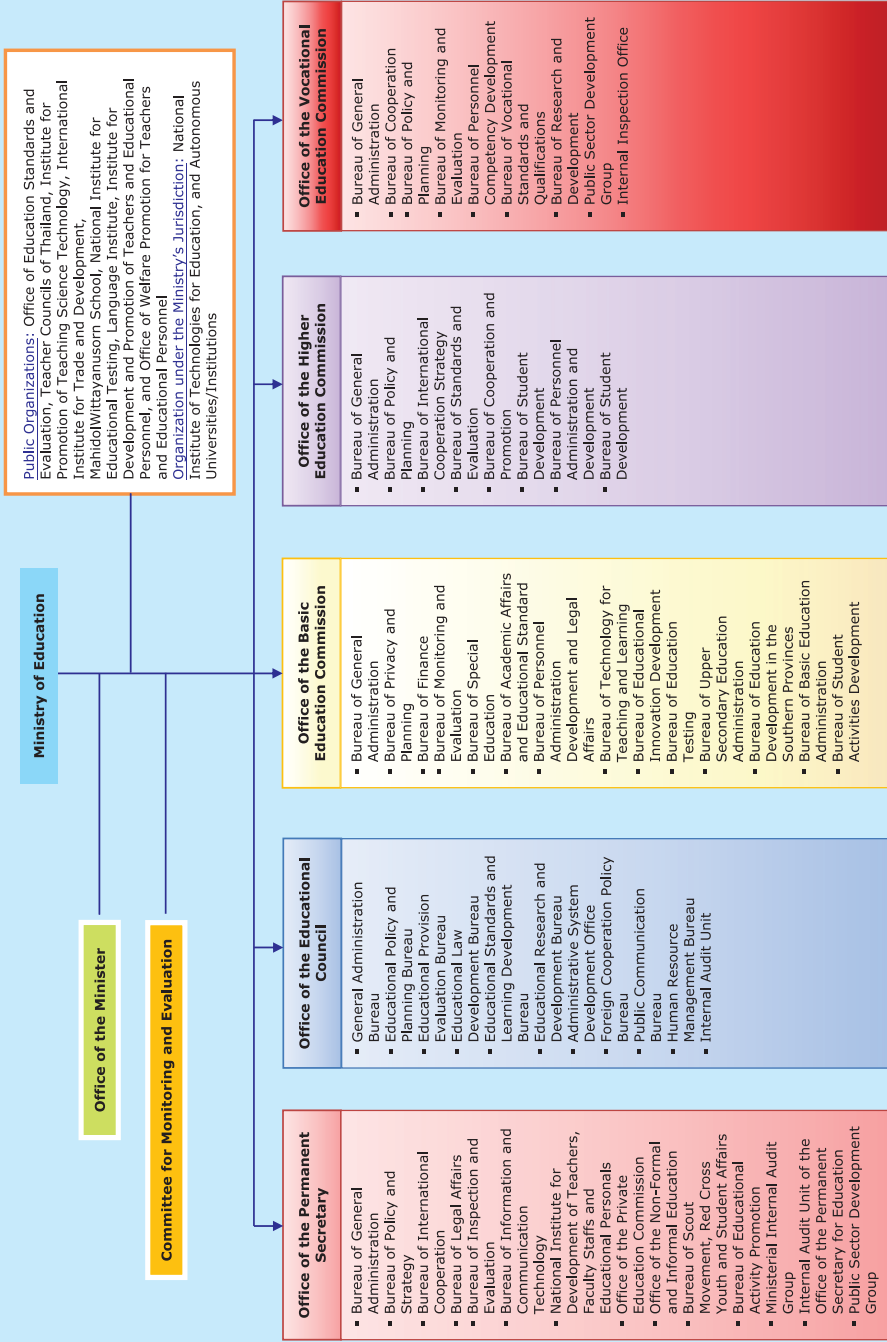 Ministry of Education
Public Organizations: Office of Education Standards and
Evaluation, Teacher Councils of Thailand, Institute for
Promotion of Teaching Science Technology, International
Institute for Trade and Development,
MahidolWittayanusorn School, National Institute for
Educational Testing, Language Institute, Institute for
Development and Promotion of Teachers and Educational
Personnel, and Office of Welfare Promotion for Teachers
and Educational Personnel
Organization under the Ministry's Jurisdiction: National
Institute of Technologies for Education, and Autonomous
Universities/Institutions
Office of the Minister
Committee for Monitoring and Evaluation
Office of the Permanent
Secretary
▪ Bureau of General
Administration
▪ Bureau of Policy and
Strategy
▪ Bureau of International
Cooperation
▪ Bureau of Legal Affairs
▪ Bureau of Inspection and
Evaluation
▪ Bureau of Information and
Communication
Technology
▪ National Institute for
Development of Teachers,
Faculty Staffs and
Educational Personals
▪ Office of the Private
Education Commission
▪ Office of the Non-Formal
and Informal Education
▪ Bureau of Scout
Movement, Red Cross
Youth and Student Affairs
▪ Bureau of Educational
Activity Promotion
▪ Ministerial Internal Audit
Group
▪ Internal Audit Unit of the
Office of the Permanent
Secretary for Education
▪ Public Sector Development
Group
Office of the Educational
Council
▪ General Administration
Bureau
▪ Educational Policy and
Planning Bureau
▪ Educational Provision
Evaluation Bureau
▪ Educational Law
Development Bureau
▪ Educational Standards and
Learning Development
Bureau
▪ Educational Research and
Development Bureau
▪ Administrative System
Development Office
▪ Foreign Cooperation Policy
Bureau
▪ Public Communication
Bureau
▪ Human Resource
Management Bureau
▪ Internal Audit Unit
Office of the Basic
Education Commission
▪ Bureau of General
Administration
▪ Bureau of Privacy and
Planning
▪ Bureau of Finance
▪ Bureau of Monitoring and
Evaluation
▪ Bureau of Special
Education
▪ Bureau of Academic Affairs
and Educational Standard
▪ Bureau of Personnel
Administration
Development and Legal
Affairs
▪ Bureau of Technology for
Teaching and Learning
▪ Bureau of Educational
Innovation Development
▪ Bureau of Education
Testing
▪ Bureau of Upper
Secondary Education
Administration
▪ Bureau of Education
Development in the
Southern Provinces
▪ Bureau of Basic Education
Administration
▪ Bureau of Student
Activities Development
Office of the Higher
Education Commission
▪ Bureau of General
Administration
▪ Bureau of Policy and
Planning
▪ Bureau of International
Cooperation Strategy
▪ Bureau of Standards and
Evaluation
▪ Bureau of Cooperation and
Promotion
▪ Bureau of Student
Development
▪ Bureau of Personnel
Administration and
Development
▪ Bureau of Student
Development
Office of the Vocational
Education Commission
▪ Bureau of General
Administration
▪ Bureau of Cooperation
▪ Bureau of Policy and
Planning
▪ Bureau of Monitoring and
Evaluation
▪ Bureau of Personnel
Competency Development
▪ Bureau of Vocational
Standards and
Qualifications
▪ Bureau of Research and
Development
▪ Public Sector Development
Group
▪ Internal Inspection Office